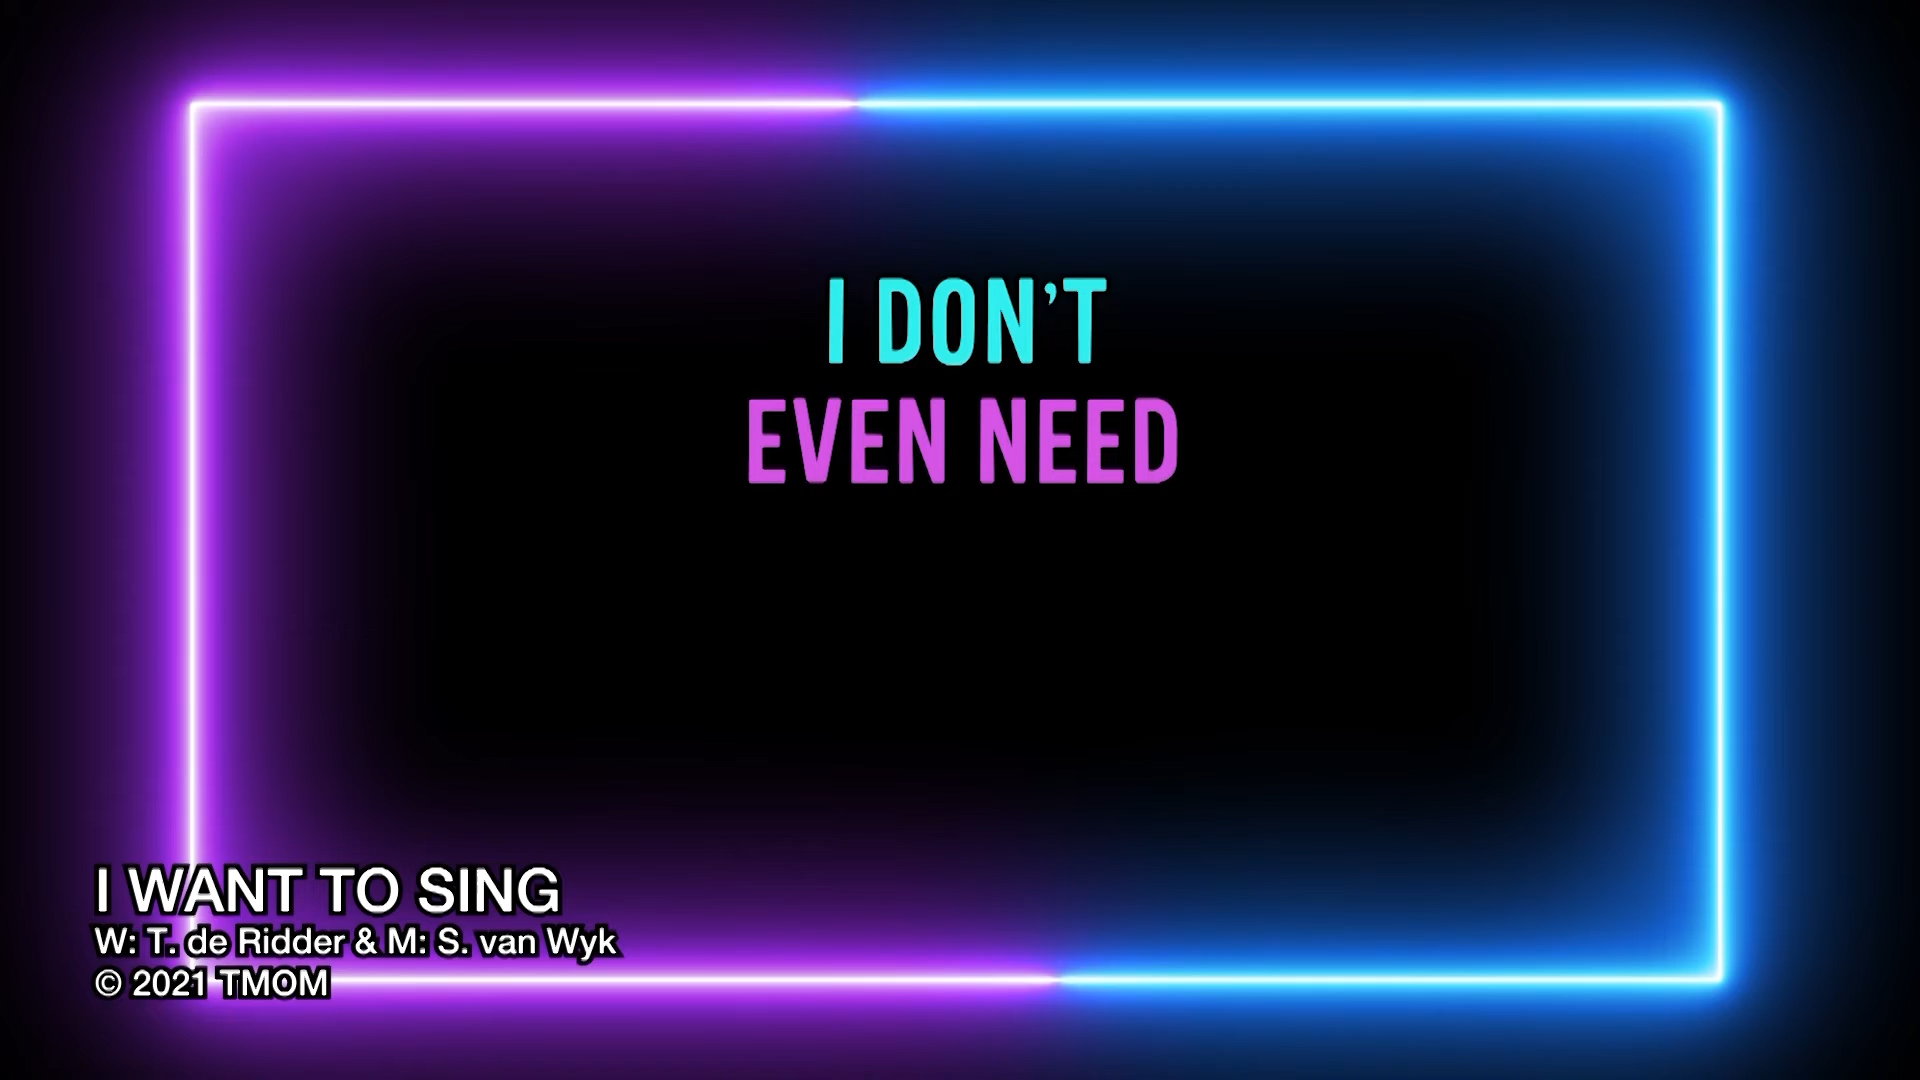 I DON’T
EVEN NEED
I WANT TO SING
W: T. de Ridder & M: S. van Wyk
© 2021 TMOM